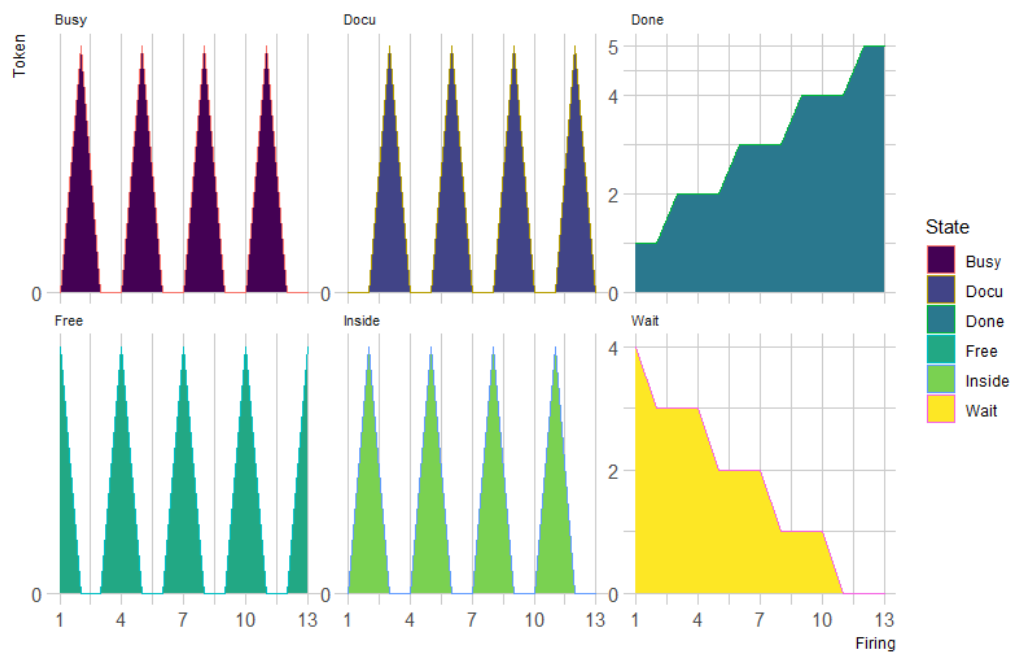 Busy Docu Done
Token
5
4
2
0 0 0
Free Inside Wait
4
2
0 0 0
1 4 7 10 13 1 4 7 10 13 1 4 7 10 13
Firing
State
Busy
Docu
Done
Free
Inside
Wait